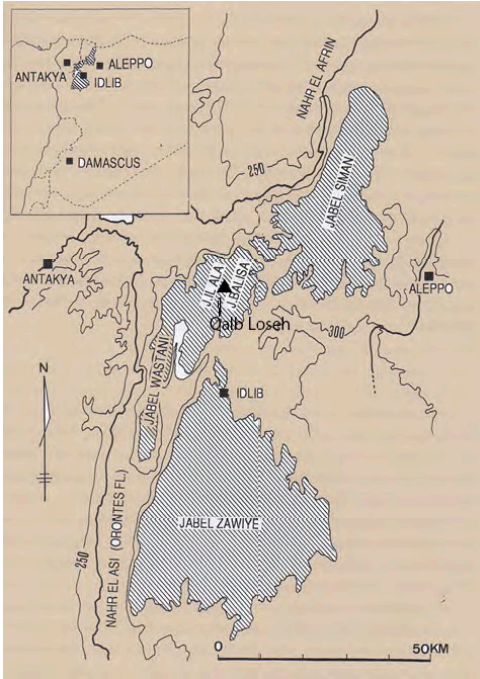 ALEPPO
ANTAKYA
IDLIB
DAMASCUS
NAHR EL AFRIN
250
JABEL SIMAN
ANTAKYA
J.IL ALA
J.BALISA
ALEPPO
Qalb Loseh
300
N
JABEL WASTANI
IDLIB
JABEL ZAWIYE
250
NAHR EL ASI (ORONTES FL)
0
50KM